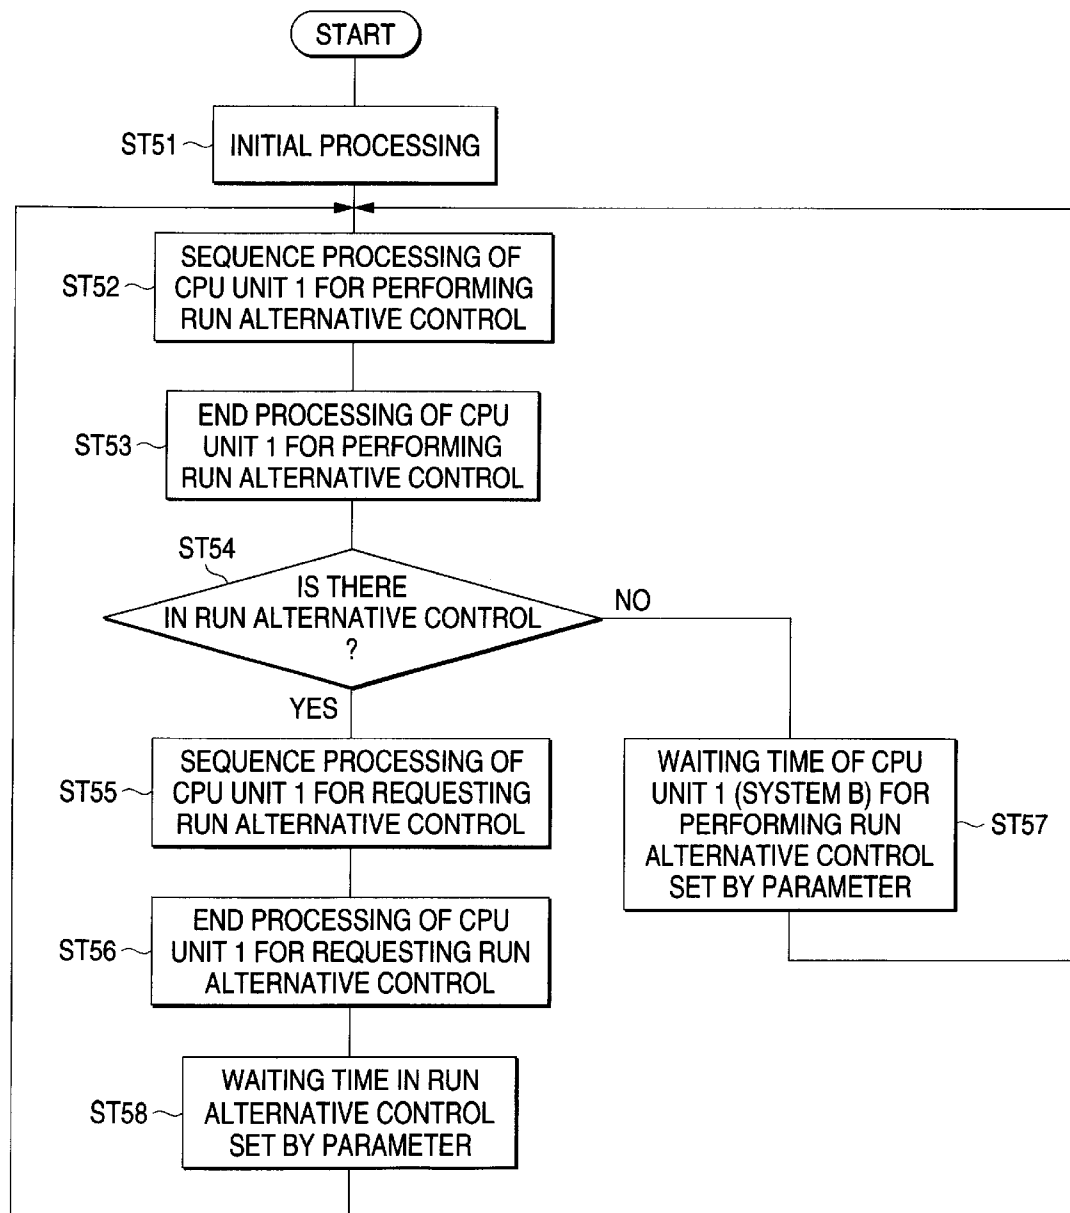 START
ST51
INITIAL PROCESSING
ST52
SEQUENCE PROCESSING OF
CPU UNIT 1 FOR PERFORMING
RUN ALTERNATIVE CONTROL
ST53
END PROCESSING OF CPU
UNIT 1 FOR PERFORMING
RUN ALTERNATIVE CONTROL
ST54
IS THERE
IN RUN ALTERNATIVE CONTROL
?
NO
YES
ST55
SEQUENCE PROCESSING OF
CPU UNIT 1 FOR REQUESTING
RUN ALTERNATIVE CONTROL
WAITING TIME OF CPU
UNIT 1 (SYSTEM B) FOR
PERFORMING RUN
ALTERNATIVE CONTROL
SET BY PARAMETER
ST57
ST56
END PROCESSING OF CPU
UNIT 1 FOR REQUESTING RUN
ALTERNATIVE CONTROL
ST58
WAITING TIME IN RUN
ALTERNATIVE CONTROL
SET BY PARAMETER